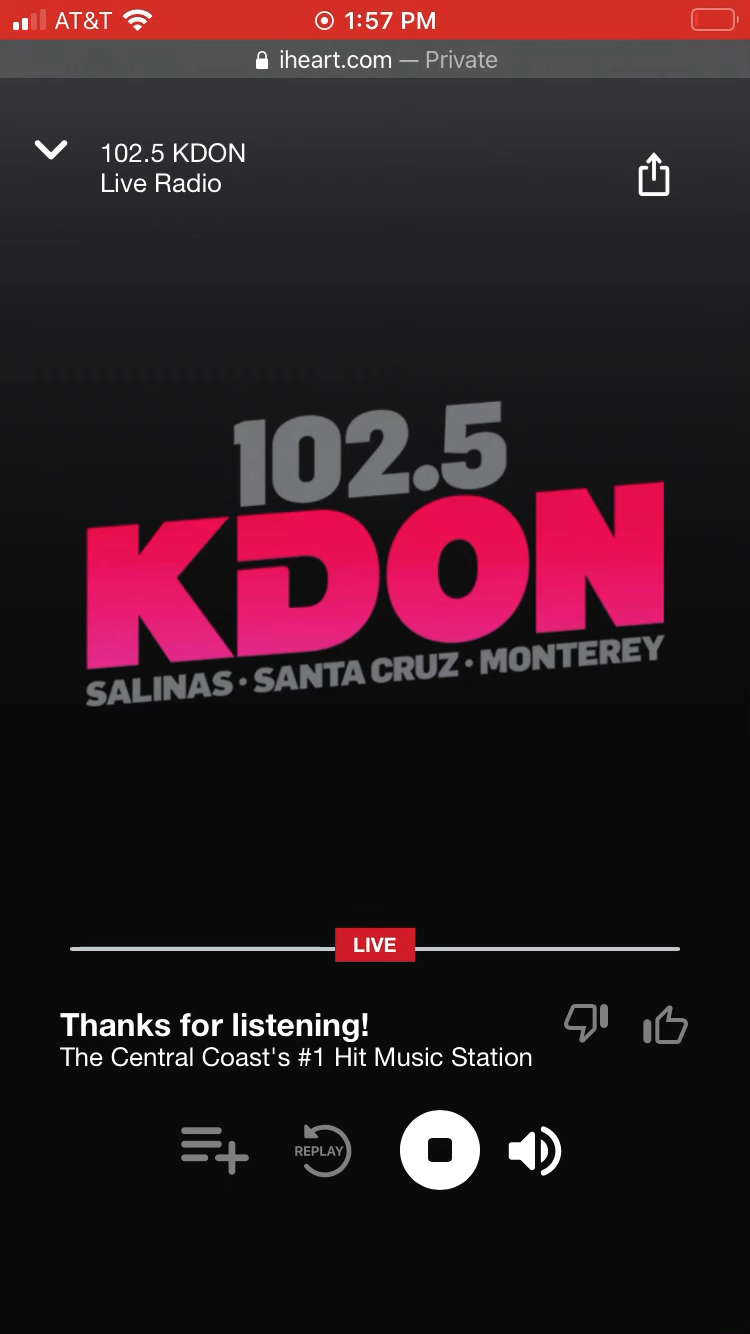 AT&T 1:57 PM
iheart.com — Private
102.5 KDON
Live Radio
102.5
KDON
SALINAS · SANTA CRUZ · MONTEREY
LIVE
Thanks for listening!
The Central Coast's #1 Hit Music Station
REPLAY